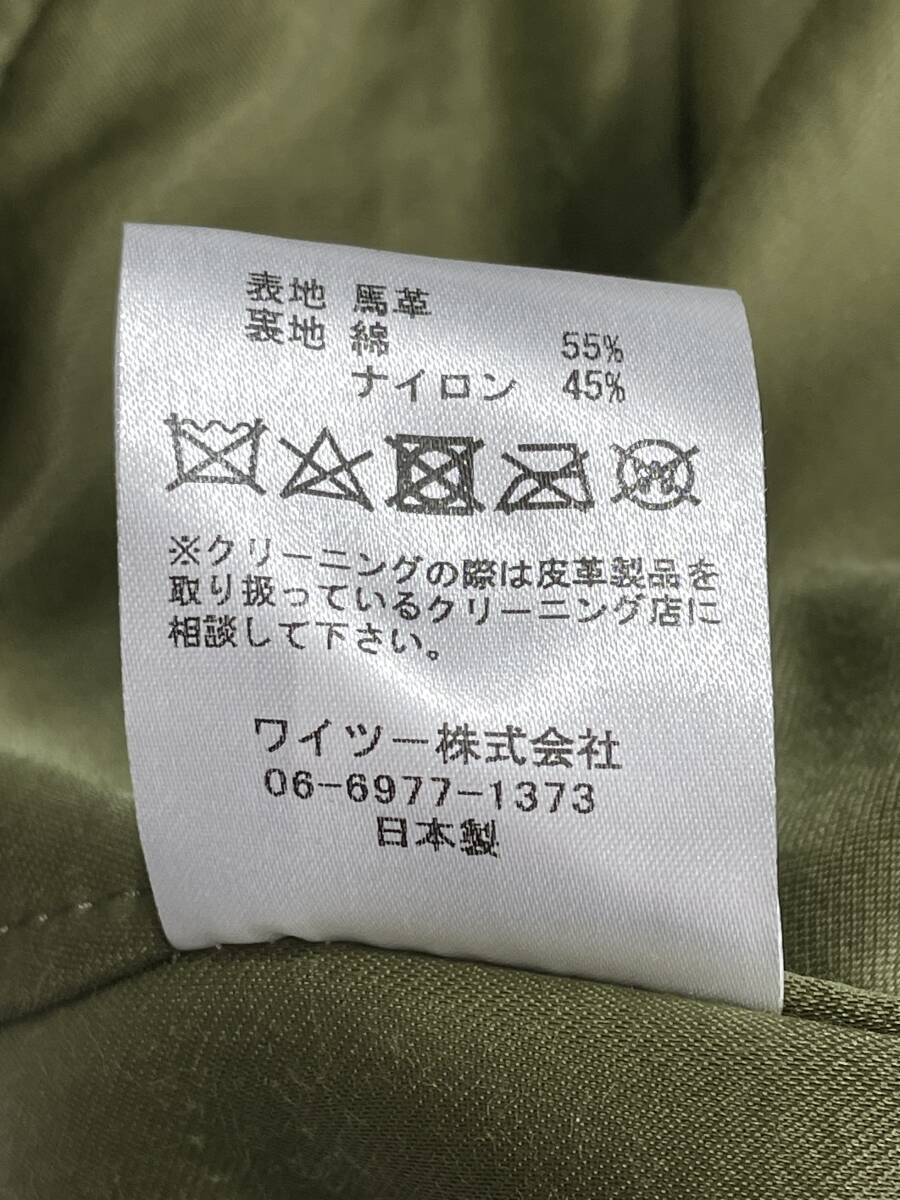 表地 馬革
裏地 綿 55%
ナイロン 45%
※クリーニングの際は皮革製品を
取り扱っているクリーニング店に
相談して下さい。
ワイツー株式会社
06-6977-1373
日本製